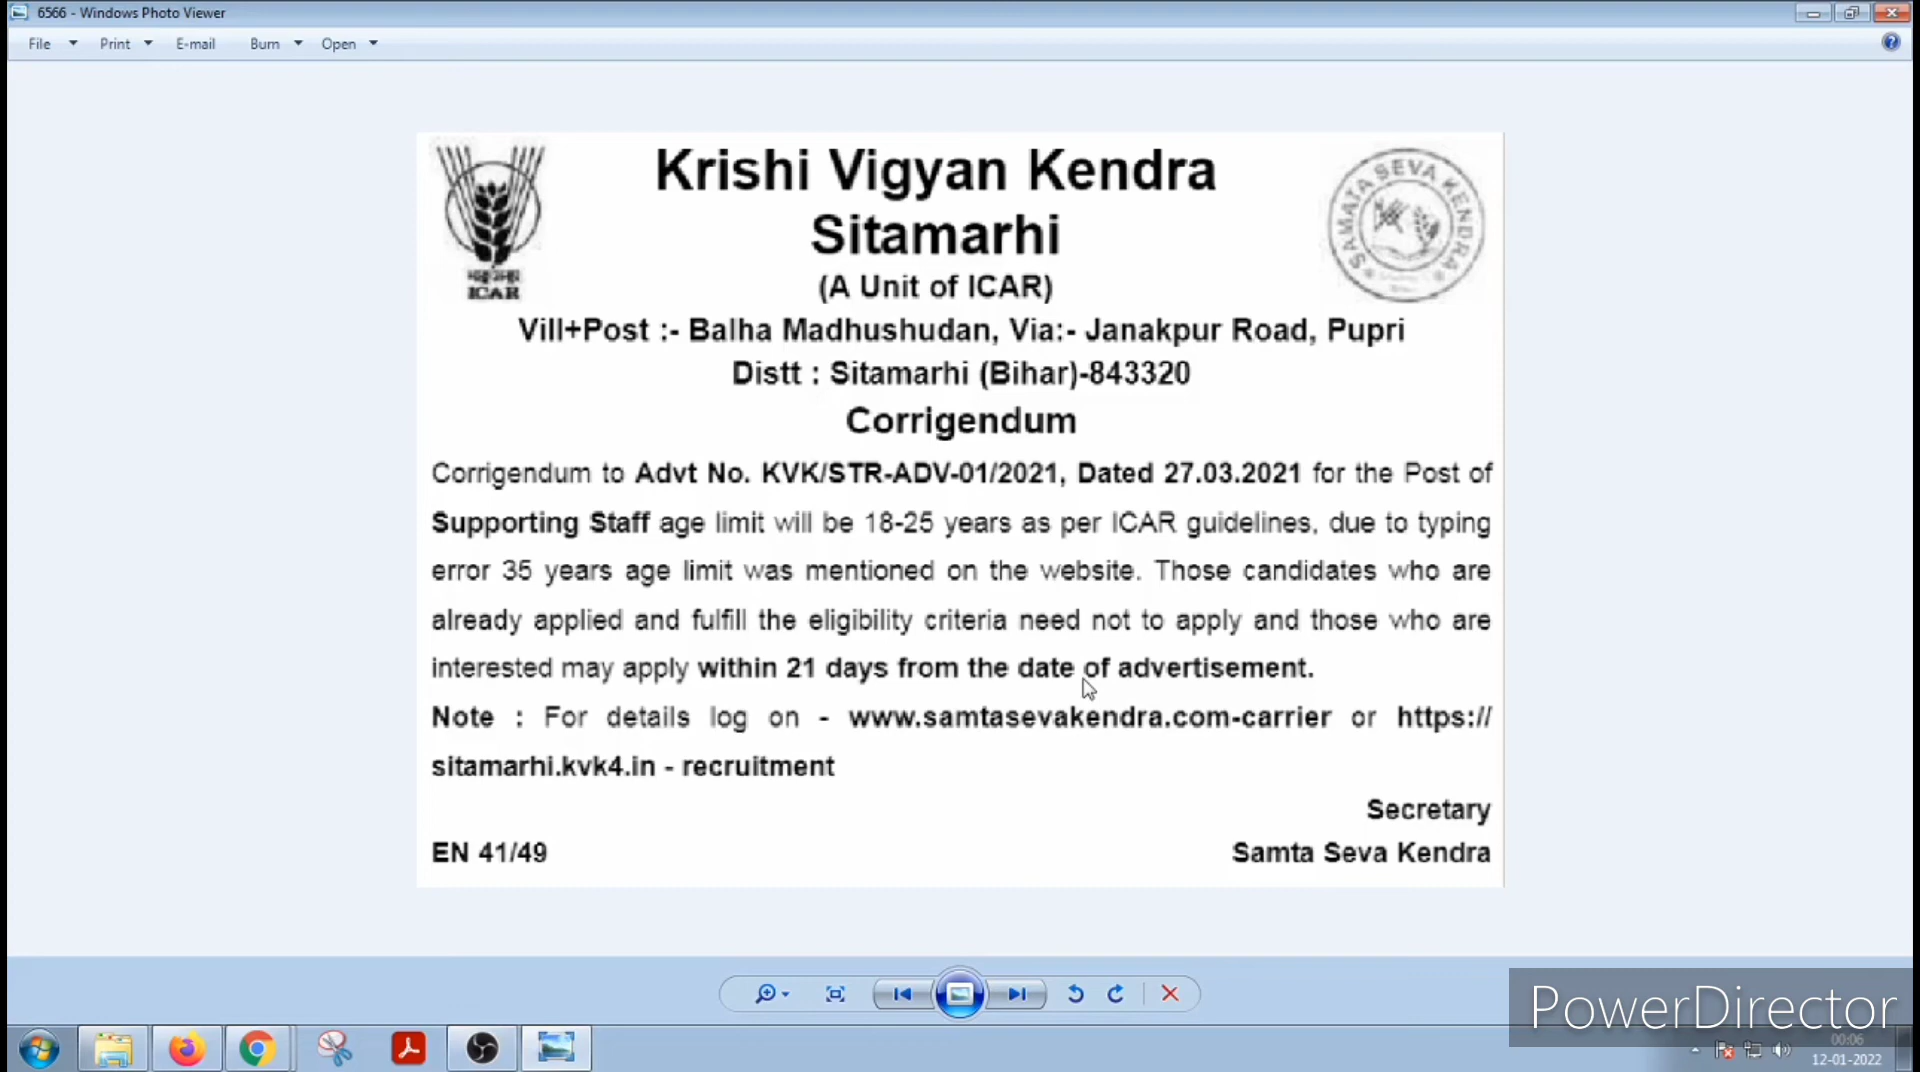 6566 - Windows Photo Viewer
File Print E-mail Burn Open
Krishi Vigyan Kendra
Sitamarhi
(A Unit of ICAR)
ICAR
SAMATA SEVA KENDRA
Vill+Post :- Balha Madhushudan, Via:- Janakpur Road, Pupri
Distt : Sitamarhi (Bihar)-843320
Corrigendum
Corrigendum to Advt No. KVK/STR-ADV-01/2021, Dated 27.03.2021 for the Post of
Supporting Staff age limit will be 18-25 years as per ICAR guidelines, due to typing
error 35 years age limit was mentioned on the website. Those candidates who are
already applied and fulfill the eligibility criteria need not to apply and those who are
interested may apply within 21 days from the date of advertisement.
Note : For details log on - www.samtasevakendra.com-carrier or https://
sitamarhi.kvk4.in - recruitment
Secretary
EN 41/49 Samta Seva Kendra
PowerDirector
00:06
12-01-2022